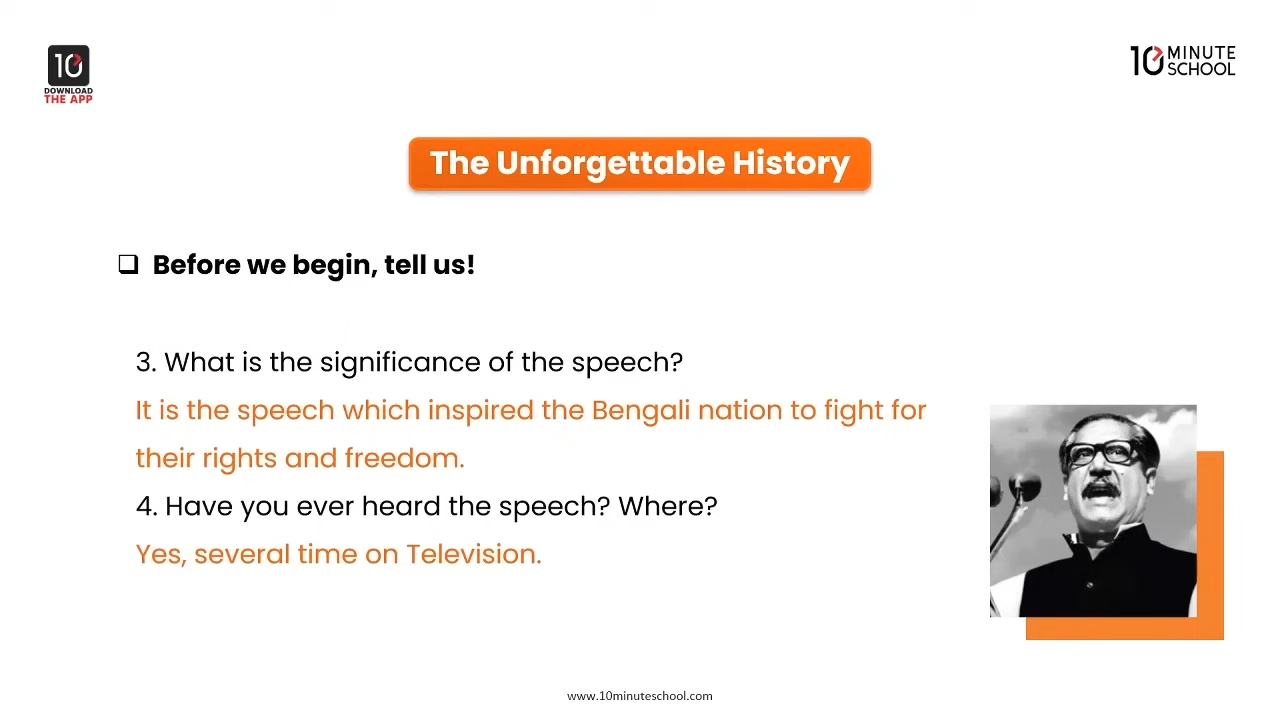 10
DOWNLOAD
THE APP
10 MINUTE
SCHOOL
The Unforgettable History
❑ Before we begin, tell us!
3. What is the significance of the speech?
It is the speech which inspired the Bengali nation to fight for
their rights and freedom.
4. Have you ever heard the speech? Where?
Yes, several time on Television.
www.10minuteschool.com